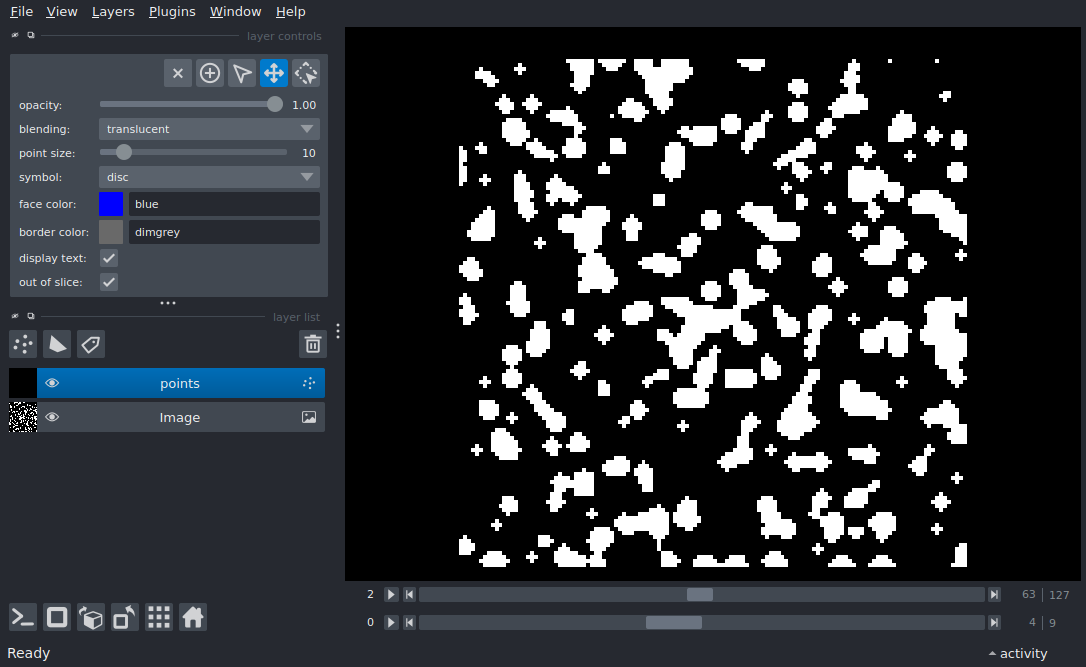 File View Layers Plugins Window Help
layer controls
opacity: 1.00
blending: translucent
point size: 10
symbol: disc
face color: blue
border color: dimgrey
display text:
out of slice:
layer list
points
Image
2 63 127
0 4 9
Ready activity